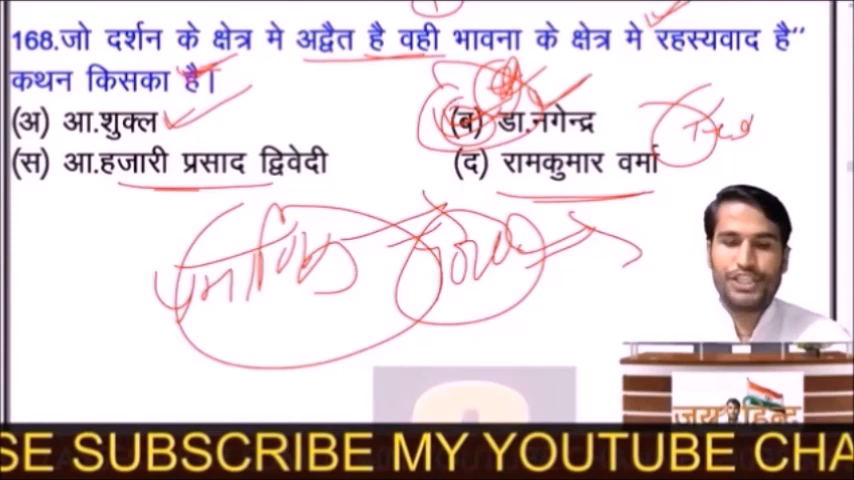 168.जो दर्शन के क्षेत्र मे अद्वैत है वही भावना के क्षेत्र मे रहस्यवाद है”
कथन किसका है।
(अ) आ.शुक्ल
(ब) डा.नगेन्द्र
(स) आ.हजारी प्रसाद द्विवेदी
(द) रामकुमार वर्मा
जय हिन्द
SE SUBSCRIBE MY YOUTUBE CHA